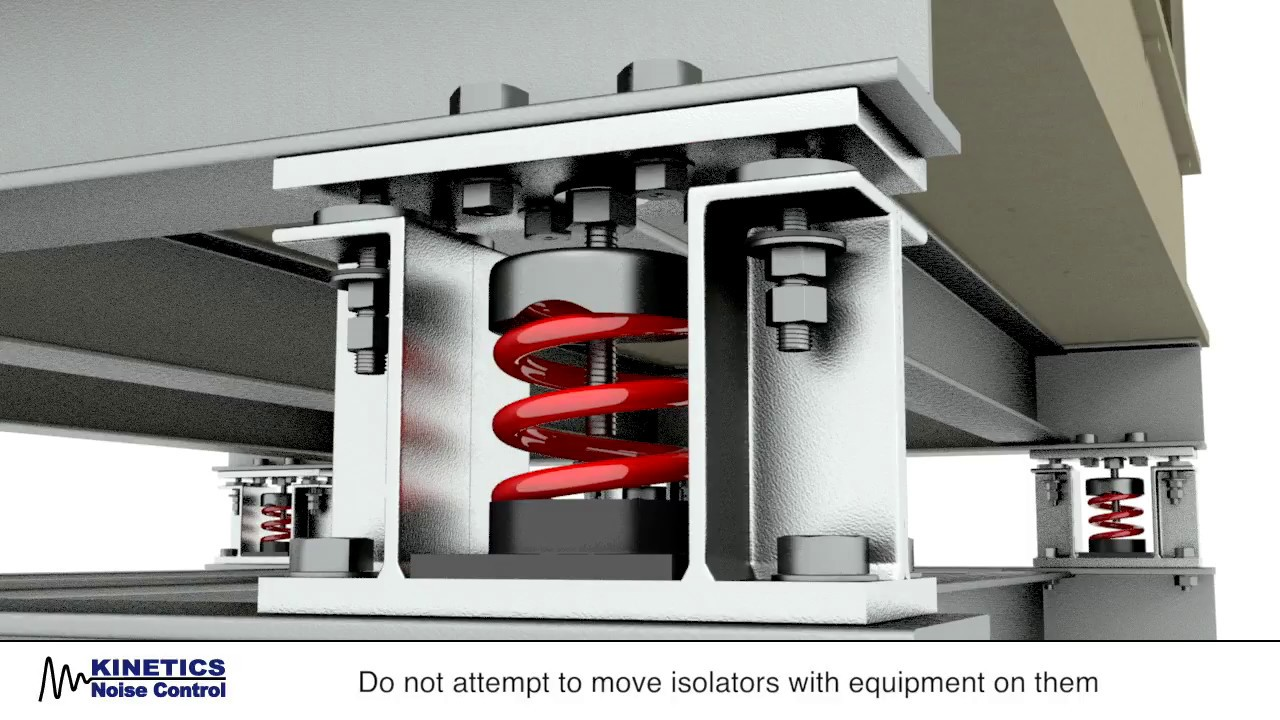 KINETICS
Noise Control
Do not attempt to move isolators with equipment on them